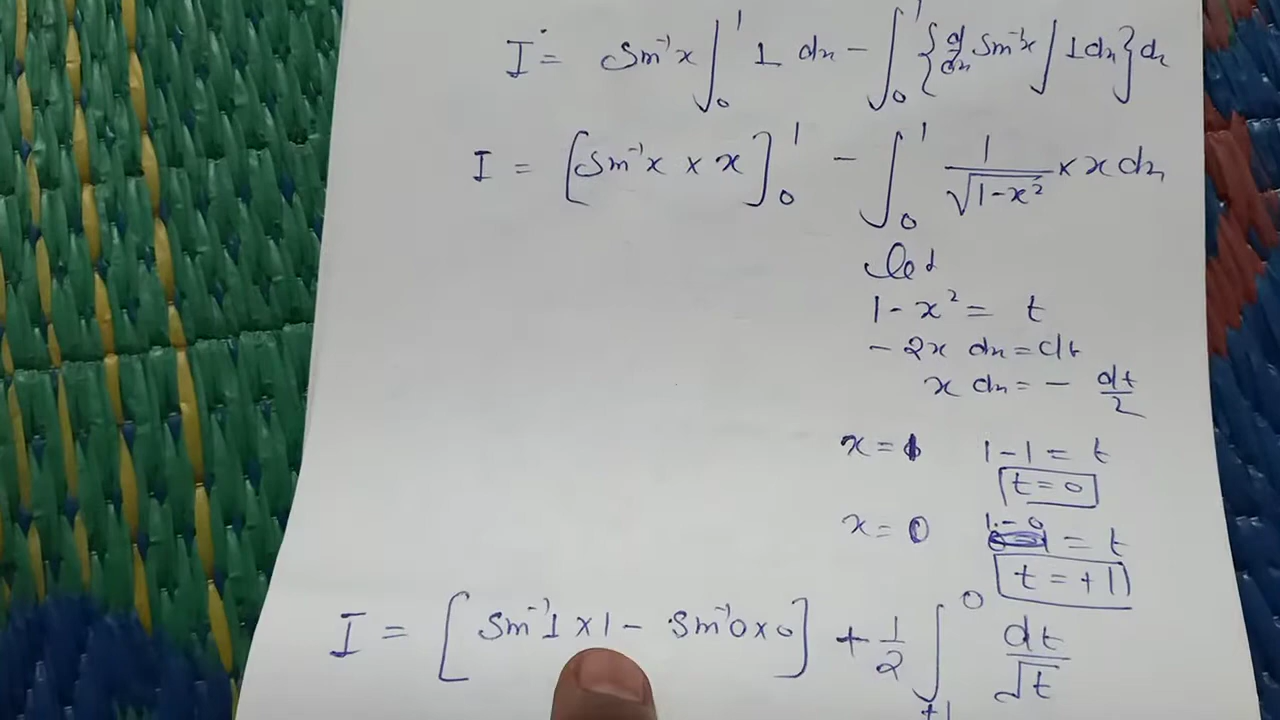 I = Sin⁻¹x ∫₀¹ 1 dx − ∫₀¹ {d/dx Sin⁻¹x ∫ 1 dx} dx
I = [Sin⁻¹x × x]₀¹ − ∫₀¹ 1/√(1−x²) × x dx
let
1 − x² = t
− 2x dx = dt
x dx = − dt/2
x = 1 1 − 1 = t
t = 0
x = 0 1 − 0 = t
t = +1
I = [Sin⁻¹1 × 1 − Sin⁻¹0 × 0] + 1/2 ∫₊₁⁰ dt/√t